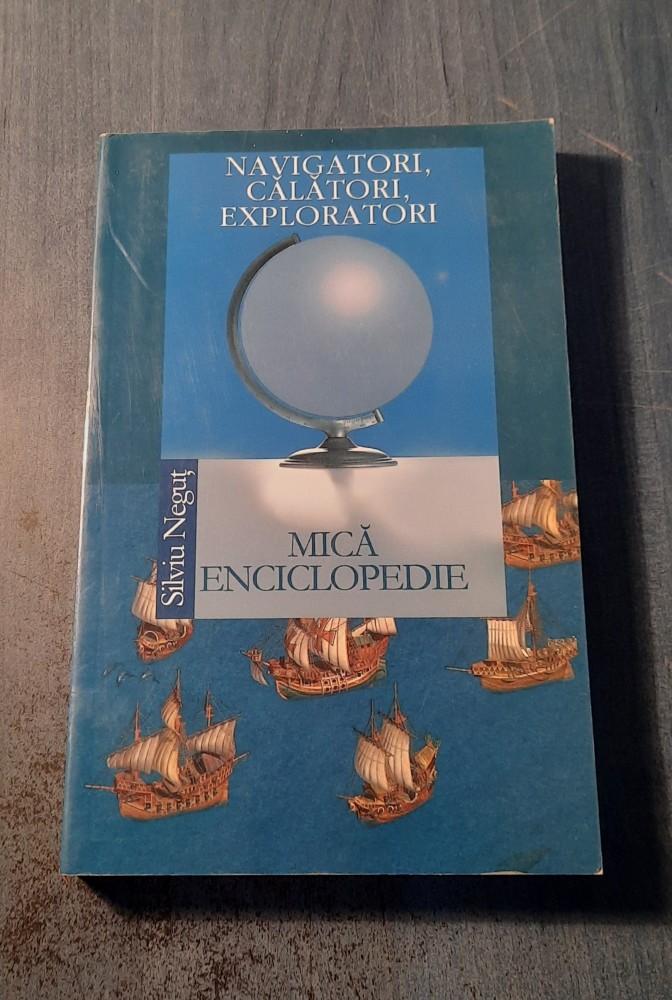 NAVIGATORI,
CĂLĂTORI,
EXPLORATORI
Silviu Neguț
MICĂ
ENCICLOPEDIE